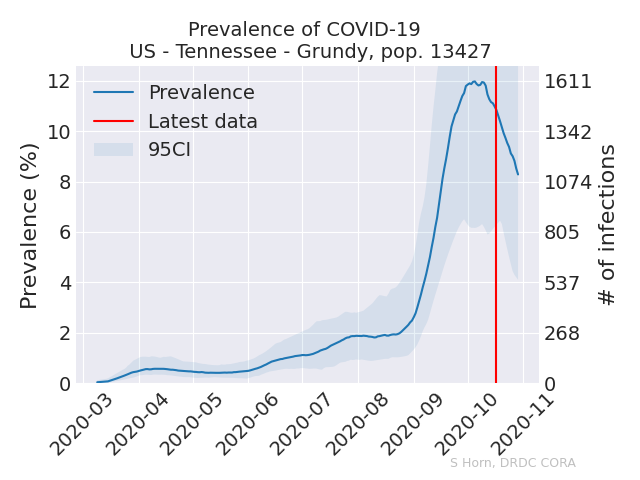 Prevalence of COVID-19
US - Tennessee - Grundy, pop. 13427
Prevalence (%)
12
10
8
6
4
2
0
Prevalence
Latest data
95CI
1611
1342
1074
805
537
268
0
# of infections
2020-03
2020-04
2020-05
2020-06
2020-07
2020-08
2020-09
2020-10
2020-11
S Horn, DRDC CORA